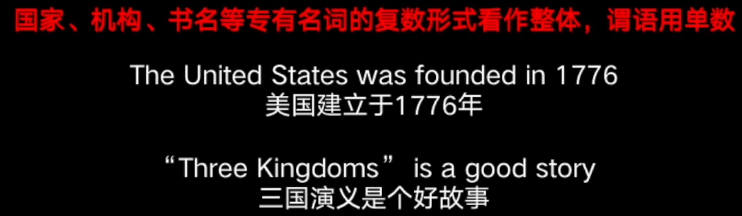 国家、机构、书名等专有名词的复数形式看作整体，谓语用单数
The United States was founded in 1776
美国建立于1776年
“Three Kingdoms” is a good story
三国演义是个好故事